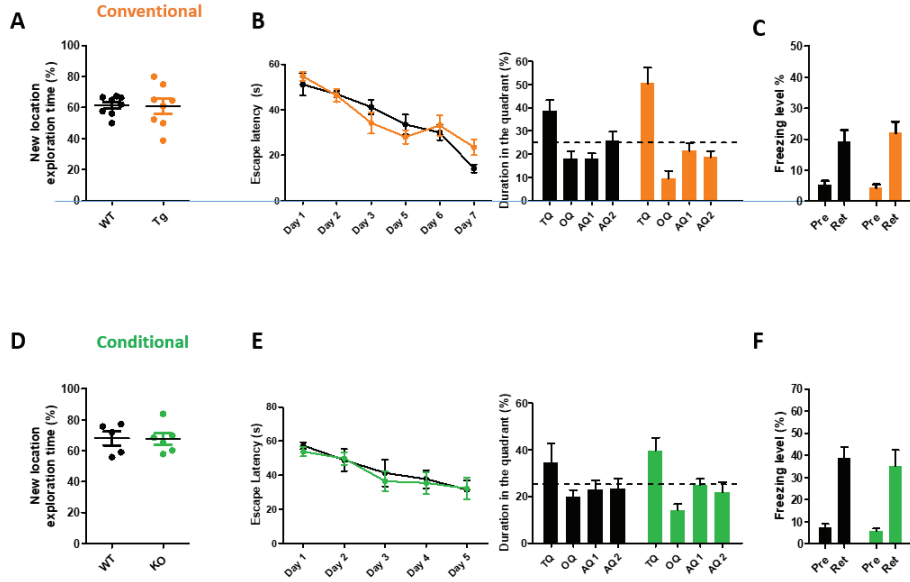 Conventional
A
B
C
New location
exploration time (%)
100
80
60
40
20
0
WT
Tg
Escape latency (s)
60
40
20
0
Day 1
Day 2
Day 3
Day 5
Day 6
Day 7
Duration in the quadrant (%)
60
50
40
30
20
10
0
TQ
OQ
AQ1
AQ2
TQ
OQ
AQ1
AQ2
Freezing level %
50
40
30
20
10
0
Pre
Ret
Pre
Ret
D
Conditional
E
F
New location
exploration time (%)
100
80
60
40
20
0
WT
KO
Escape Latency (s)
80
60
40
20
0
Day 1
Day 2
Day 3
Day 4
Day 5
Duration in the quadrant (%)
60
40
20
0
TQ
OQ
AQ1
AQ2
TQ
OQ
AQ1
AQ2
Freezing level (%)
70
60
50
40
30
20
10
0
Pre
Ret
Pre
Ret